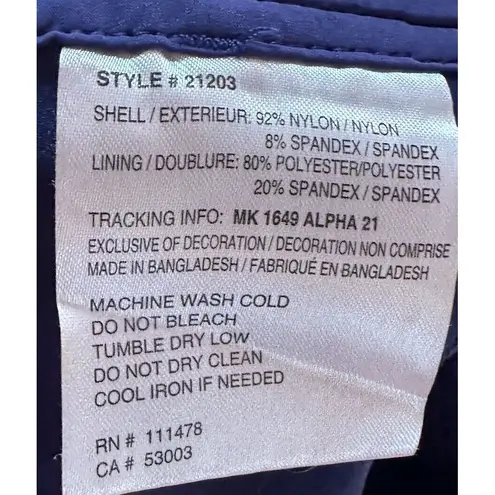 STYLE # 21203
SHELL / EXTERIEUR: 92% NYLON / NYLON
8% SPANDEX / SPANDEX
LINING / DOUBLURE: 80% POLYESTER/POLYESTER
20% SPANDEX / SPANDEX
TRACKING INFO: MK 1649 ALPHA 21
EXCLUSIVE OF DECORATION / DECORATION NON COMPRISE
MADE IN BANGLADESH / FABRIQUÉ EN BANGLADESH
MACHINE WASH COLD
DO NOT BLEACH
TUMBLE DRY LOW
DO NOT DRY CLEAN
COOL IRON IF NEEDED
RN # 111478
CA # 53003